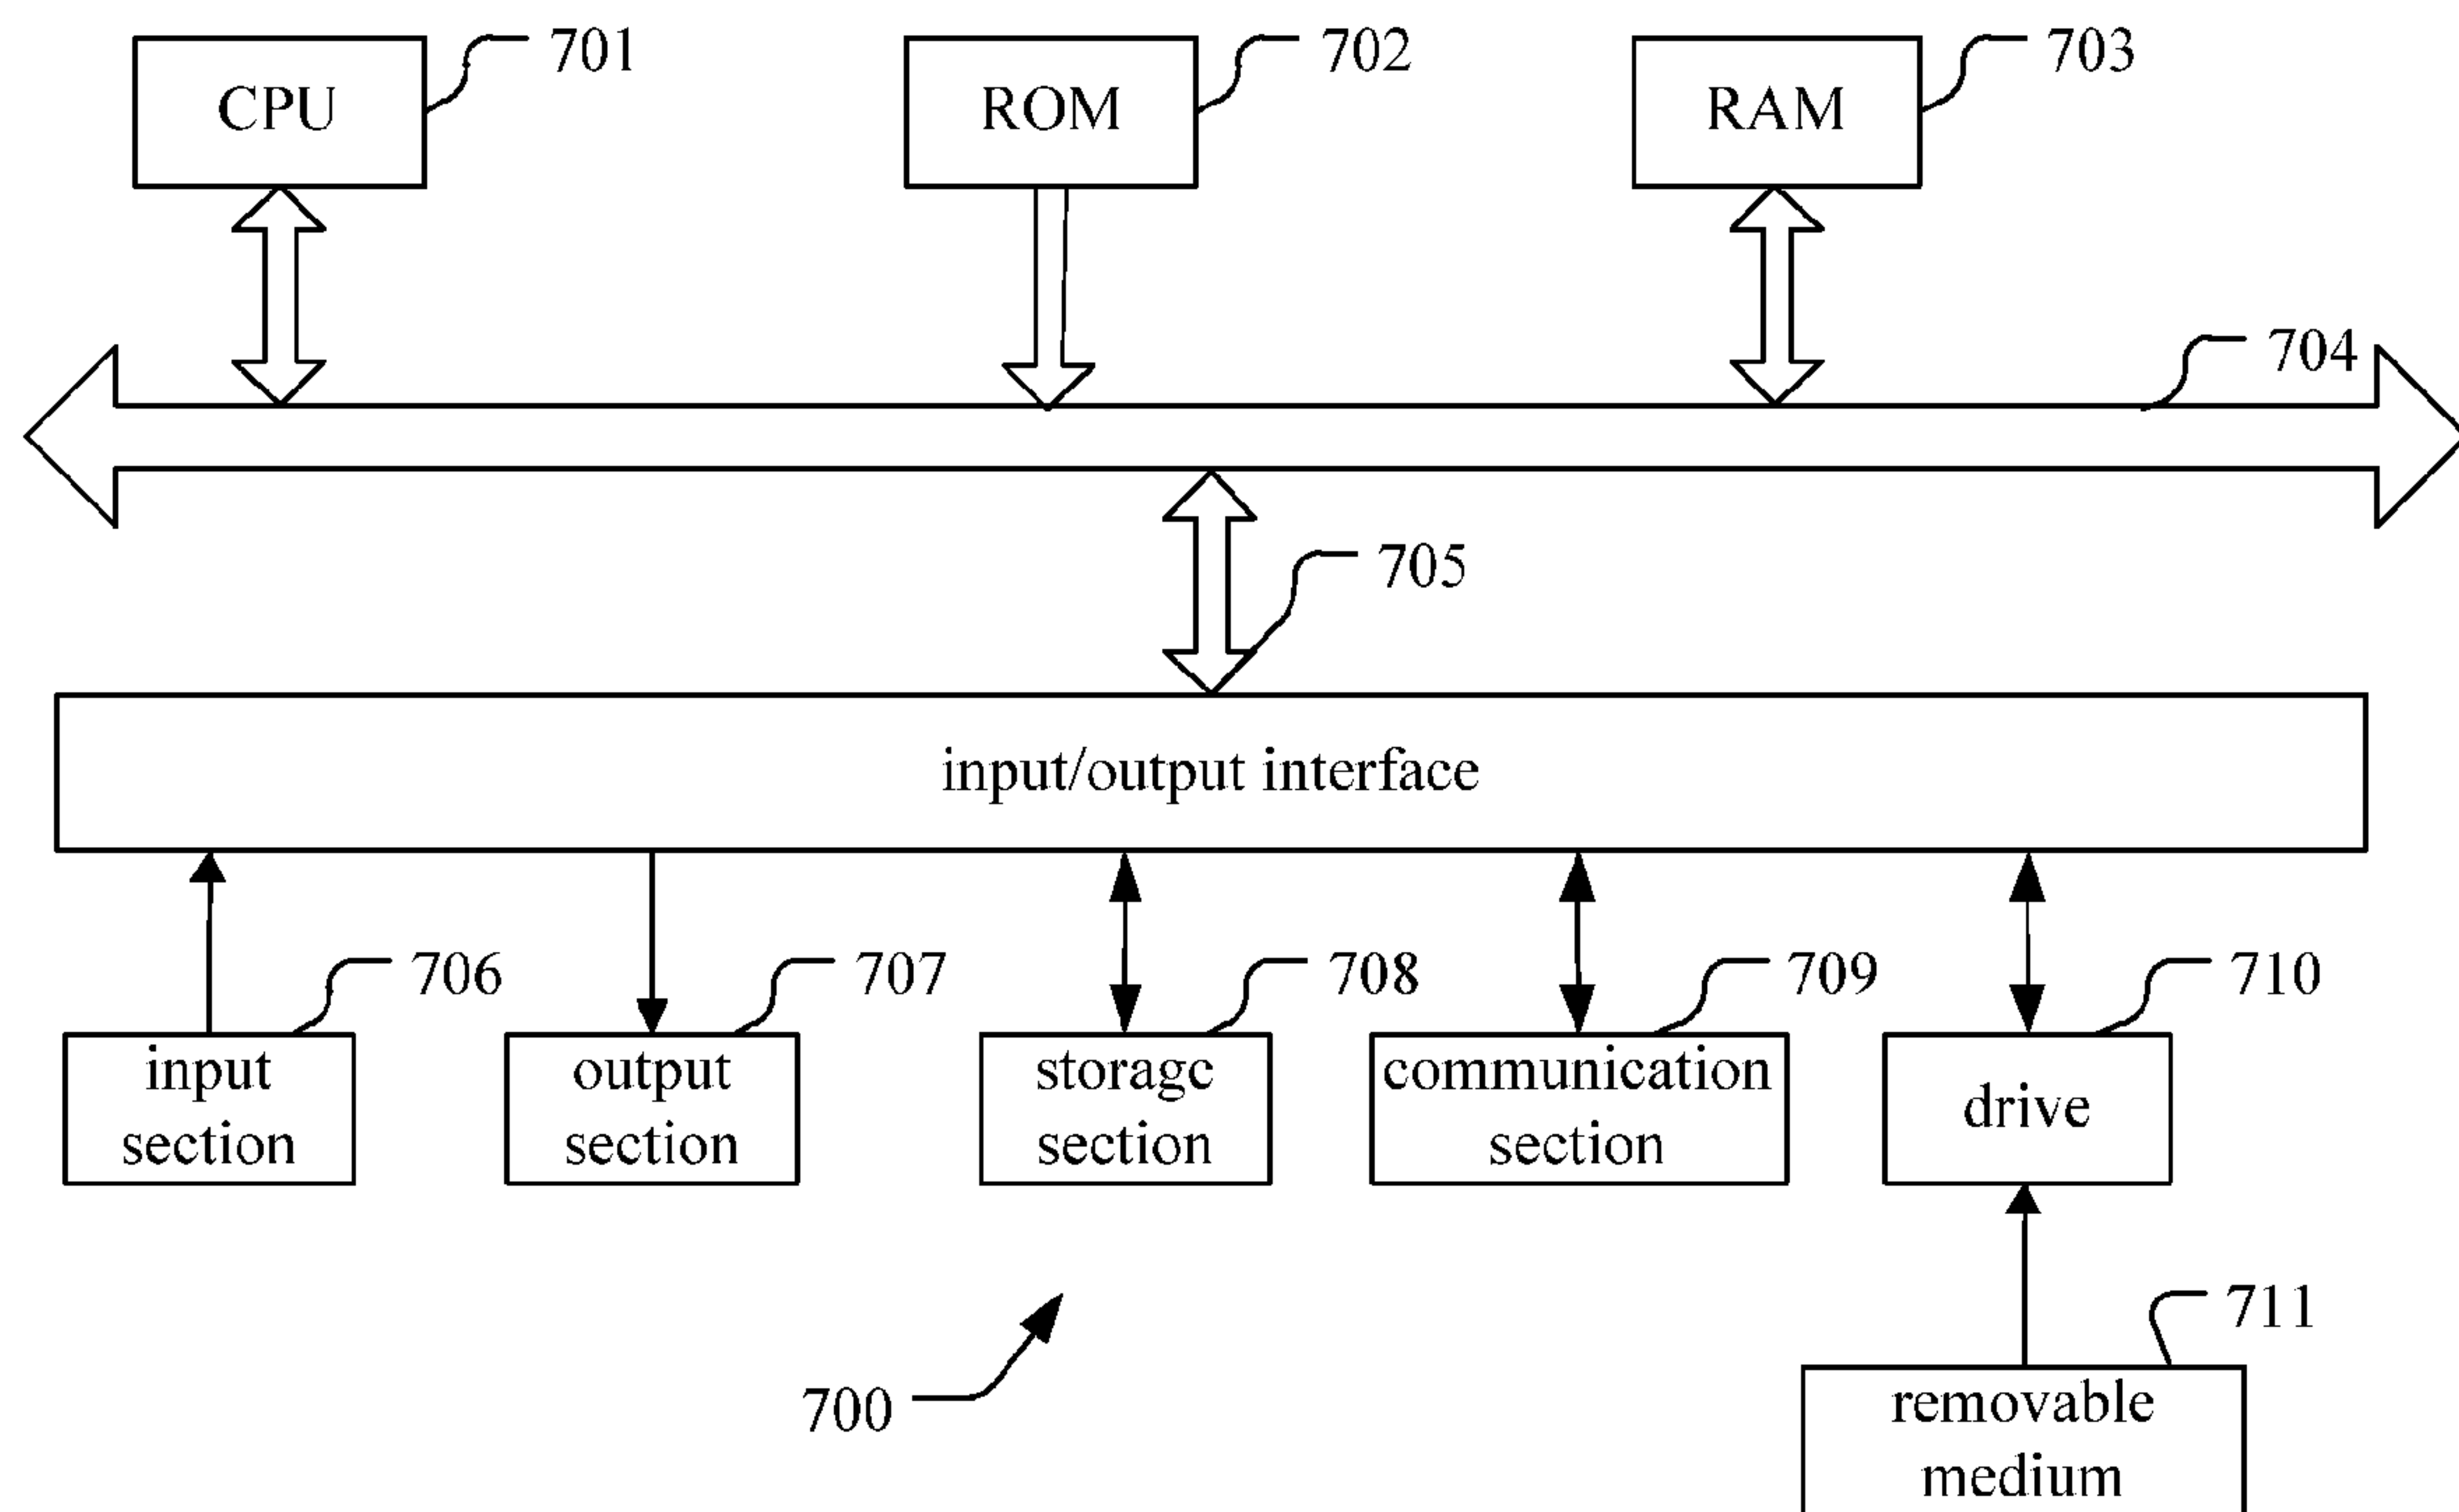 CPU 701
ROM 702
RAM 703
704
705
input/output interface
706
707
708
709
710
input
section
output
section
storage
section
communication
section
drive
711
700
removable
medium